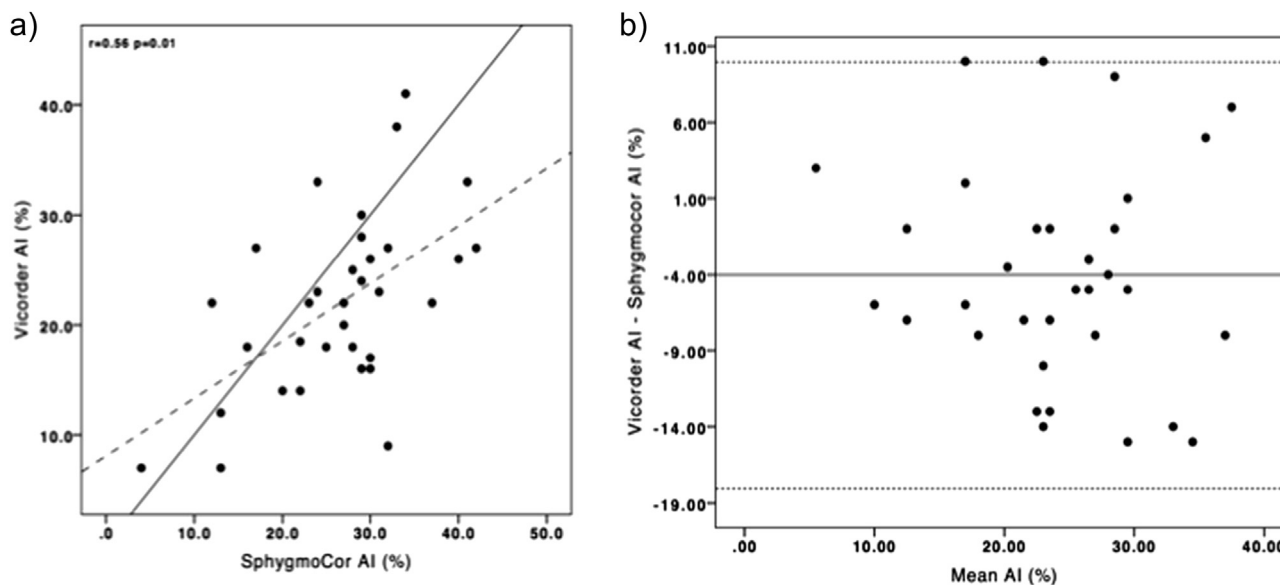 a)
r=0.56 p=0.01
Vicorder AI (%)
40.0
30.0
20.0
10.0
.0 10.0 20.0 30.0 40.0 50.0
SphygmoCor AI (%)
b)
Vicorder AI - Sphygmocor AI (%)
11.00
6.00
1.00
-4.00
-9.00
-14.00
-19.00
.00 10.00 20.00 30.00 40.00
Mean AI (%)